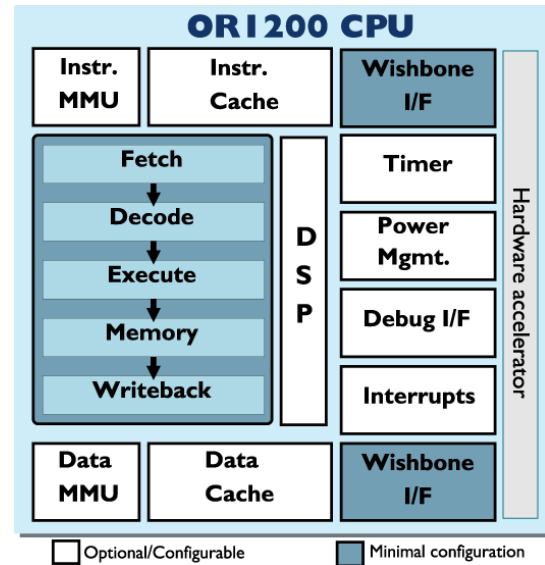 OR1200 CPU
Instr.
MMU
Instr.
Cache
Wishbone
I/F
Fetch
Decode
Execute
Memory
Writeback
D
S
P
Timer
Power
Mgmt.
Debug I/F
Interrupts
Data
MMU
Data
Cache
Wishbone
I/F
Hardware accelerator
Optional/Configurable
Minimal configuration